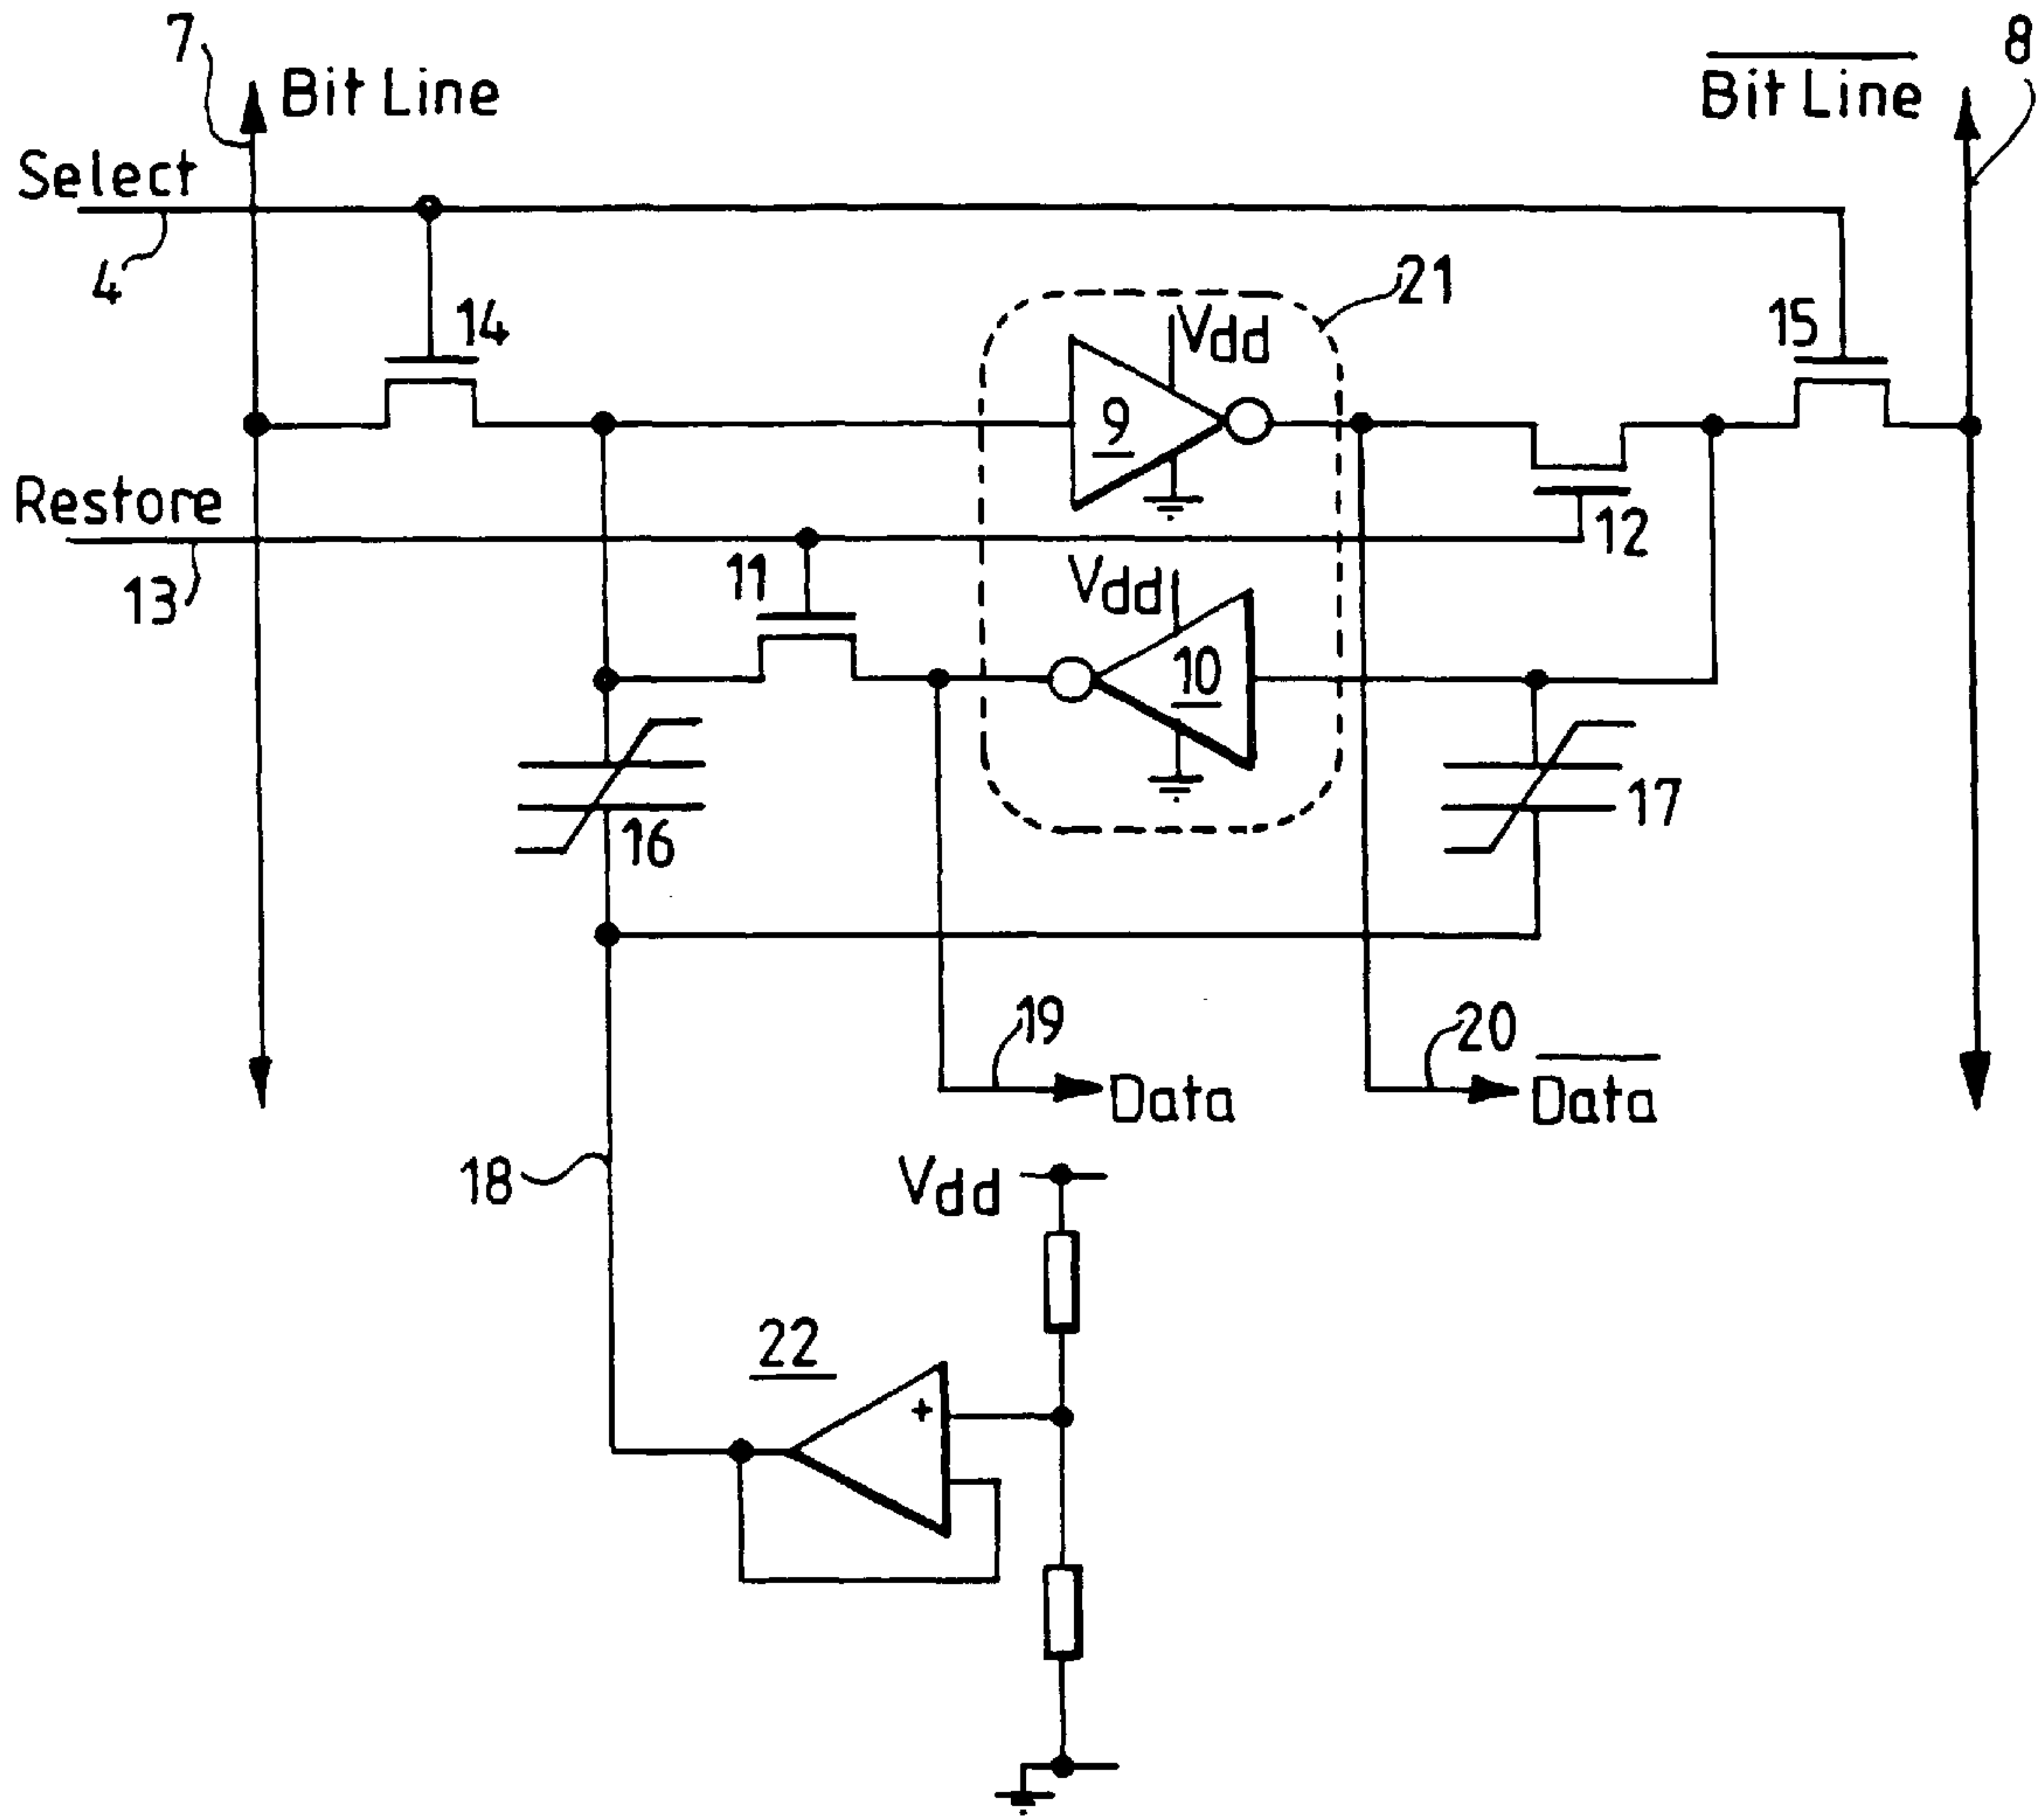 7
Bit Line
Bit Line
8
Select
4
14
21
Vdd
15
9
Restore
13
11
12
Vdd
10
16
17
19
20
Data
Data
18
Vdd
22
+